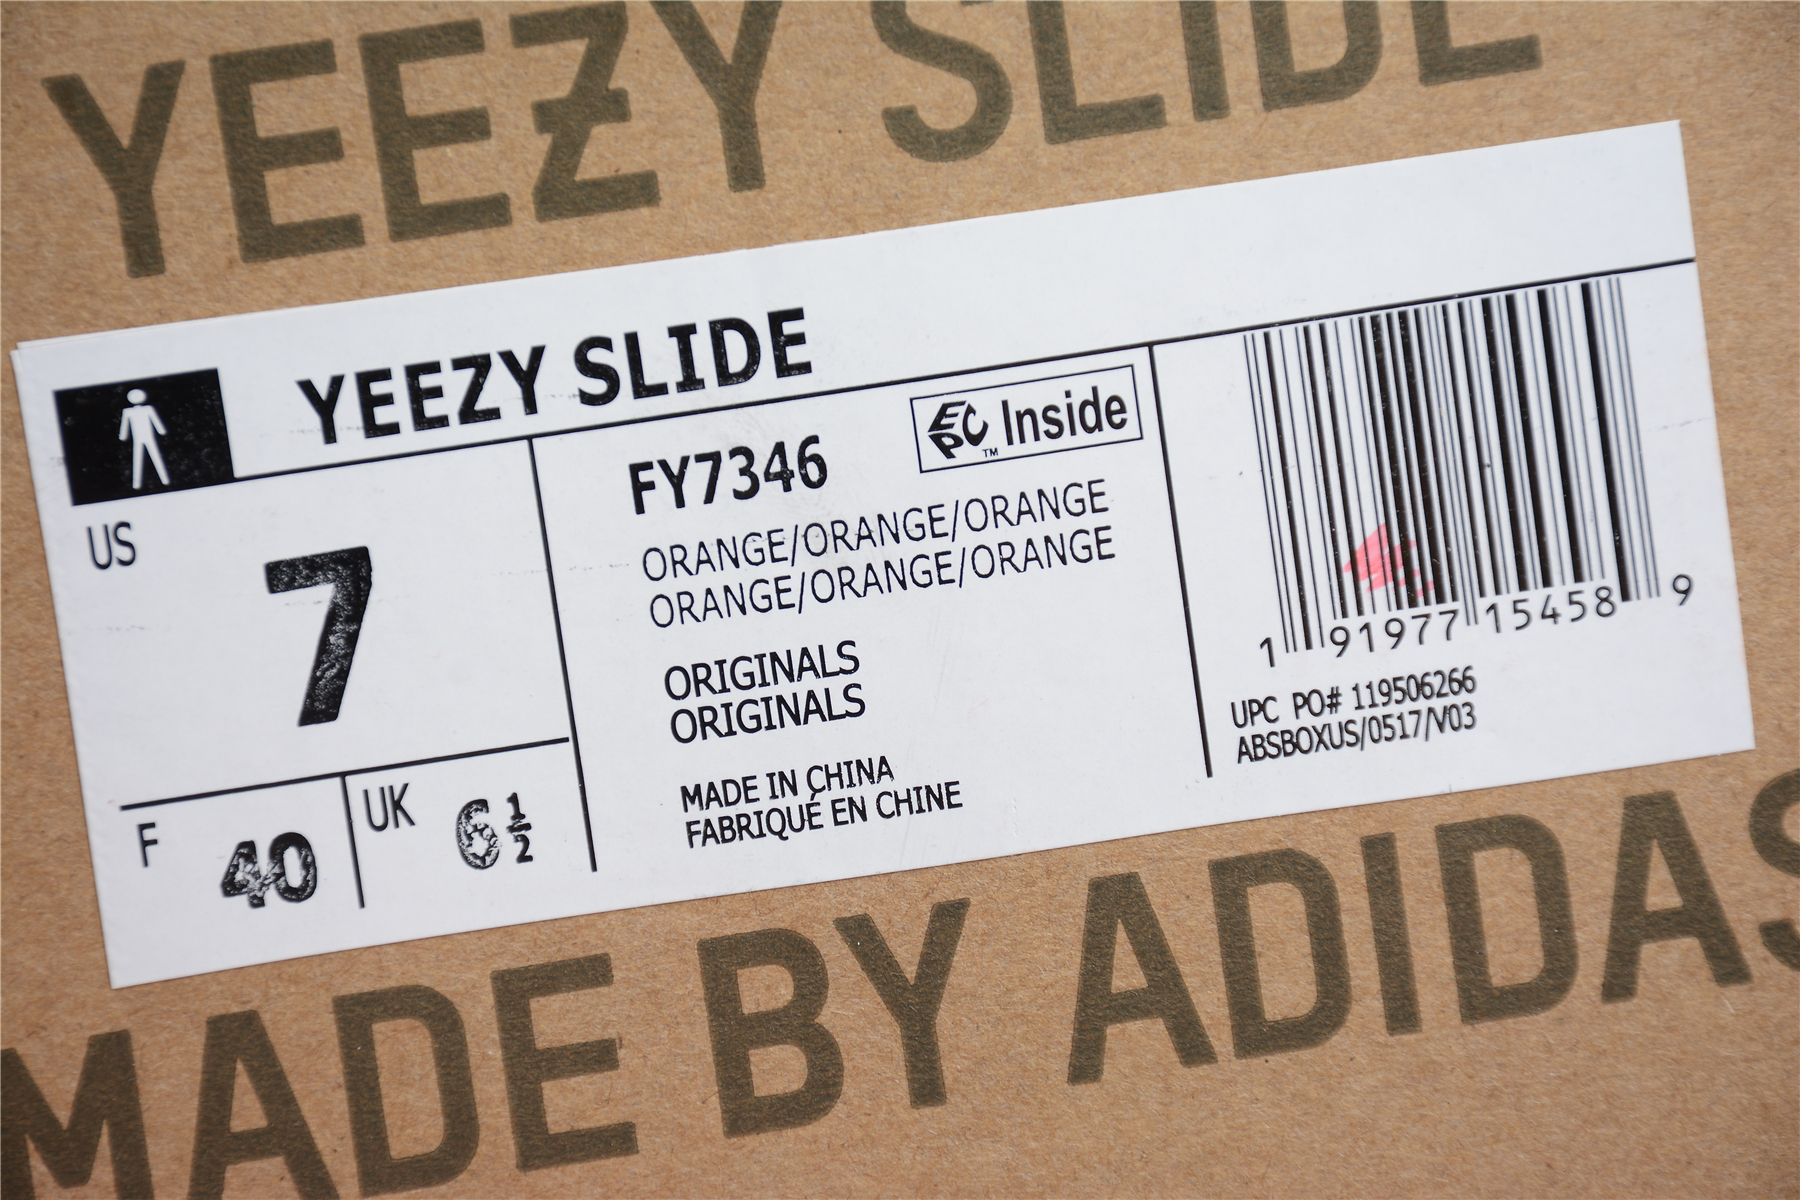 YEEZY SLIDE
YEEZY SLIDE
US
7
F 40
UK 6 1/2
FY7346
EPC™ Inside
ORANGE/ORANGE/ORANGE
ORANGE/ORANGE/ORANGE
ORIGINALS
ORIGINALS
MADE IN CHINA
FABRIQUÉ EN CHINE
1 91977 15458 9
UPC PO# 119506266
ABSBOXUS/0517/V03
MADE BY ADIDAS